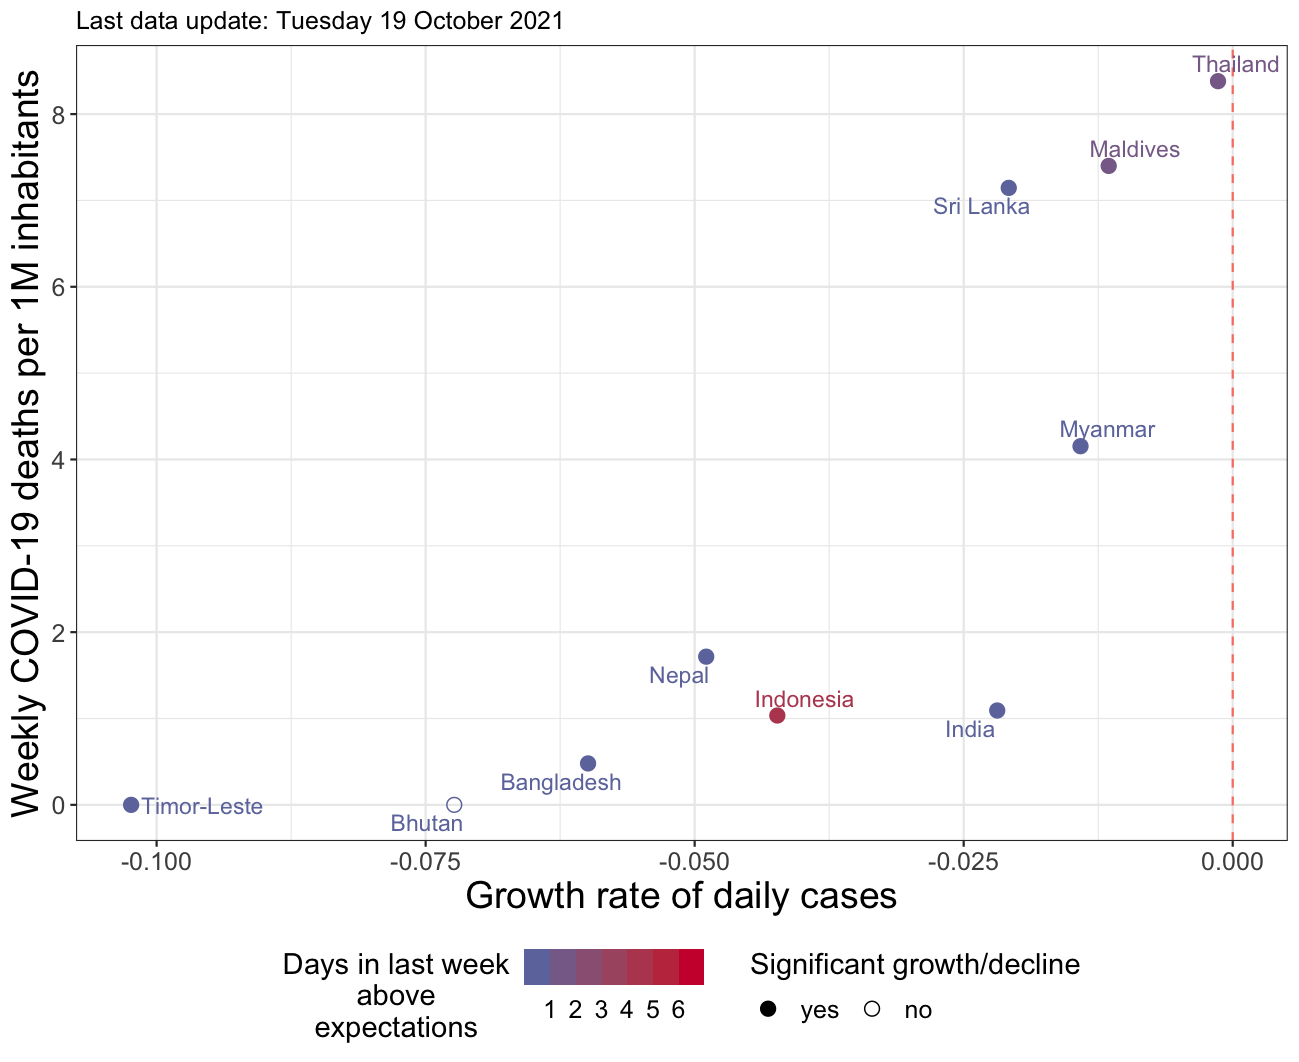 Last data update: Tuesday 19 October 2021
Weekly COVID-19 deaths per 1M inhabitants
8
6
4
2
0
Thailand
Maldives
Sri Lanka
Myanmar
Nepal
Indonesia
India
Bangladesh
Timor-Leste
Bhutan
-0.100 -0.075 -0.050 -0.025 0.000
Growth rate of daily cases
Days in last week
above
expectations
1 2 3 4 5 6
Significant growth/decline
yes no